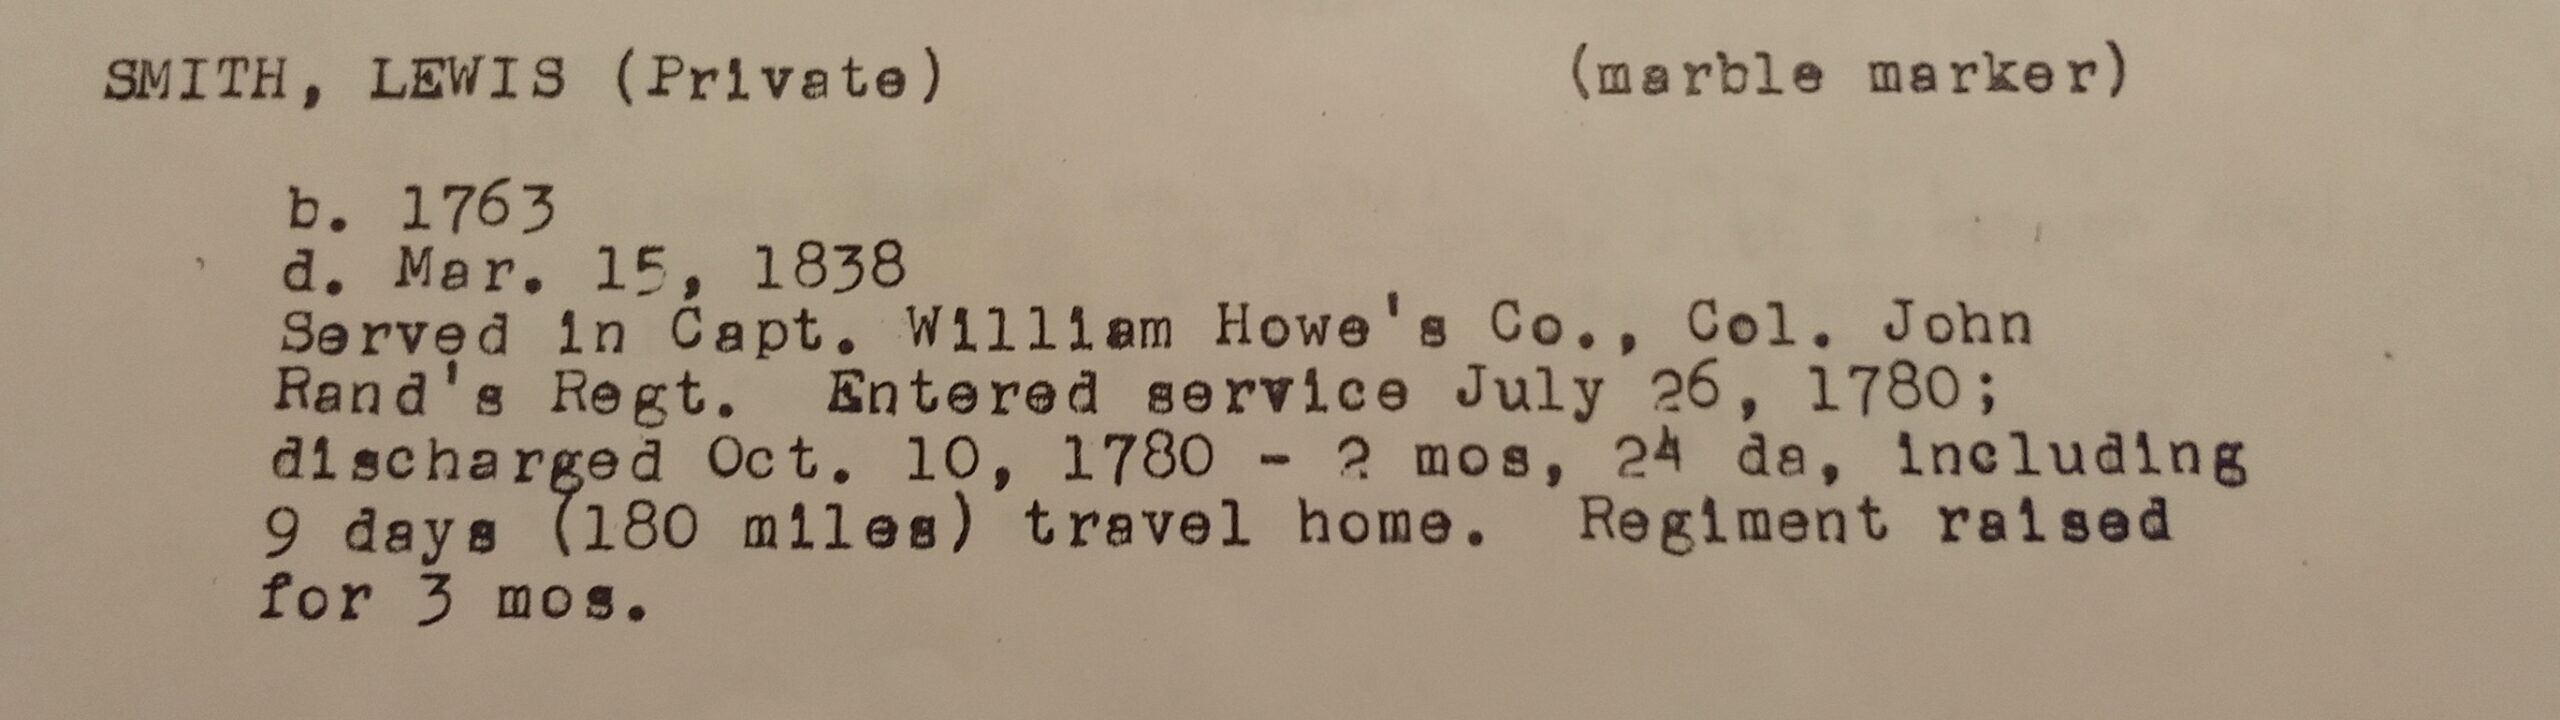 SMITH, LEWIS (Private) (marble marker)
b. 1763
d. Mar. 15, 1838
Served in Capt. William Howe's Co., Col. John
Rand's Regt. Entered service July 26, 1780;
discharged Oct. 10, 1780 - 2 mos, 24 da, including
9 days (180 miles) travel home. Regiment raised
for 3 mos.